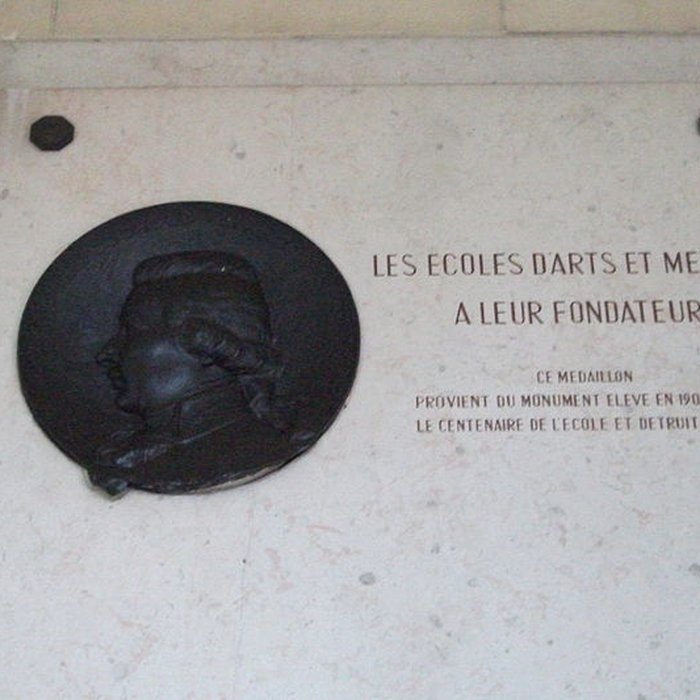 LES ECOLES D'ARTS ET ME
A LEUR FONDATEUR
CE MEDAILLON
PROVIENT DU MONUMENT ELEVE EN 190
LE CENTENAIRE DE L'ECOLE ET DETRUIT